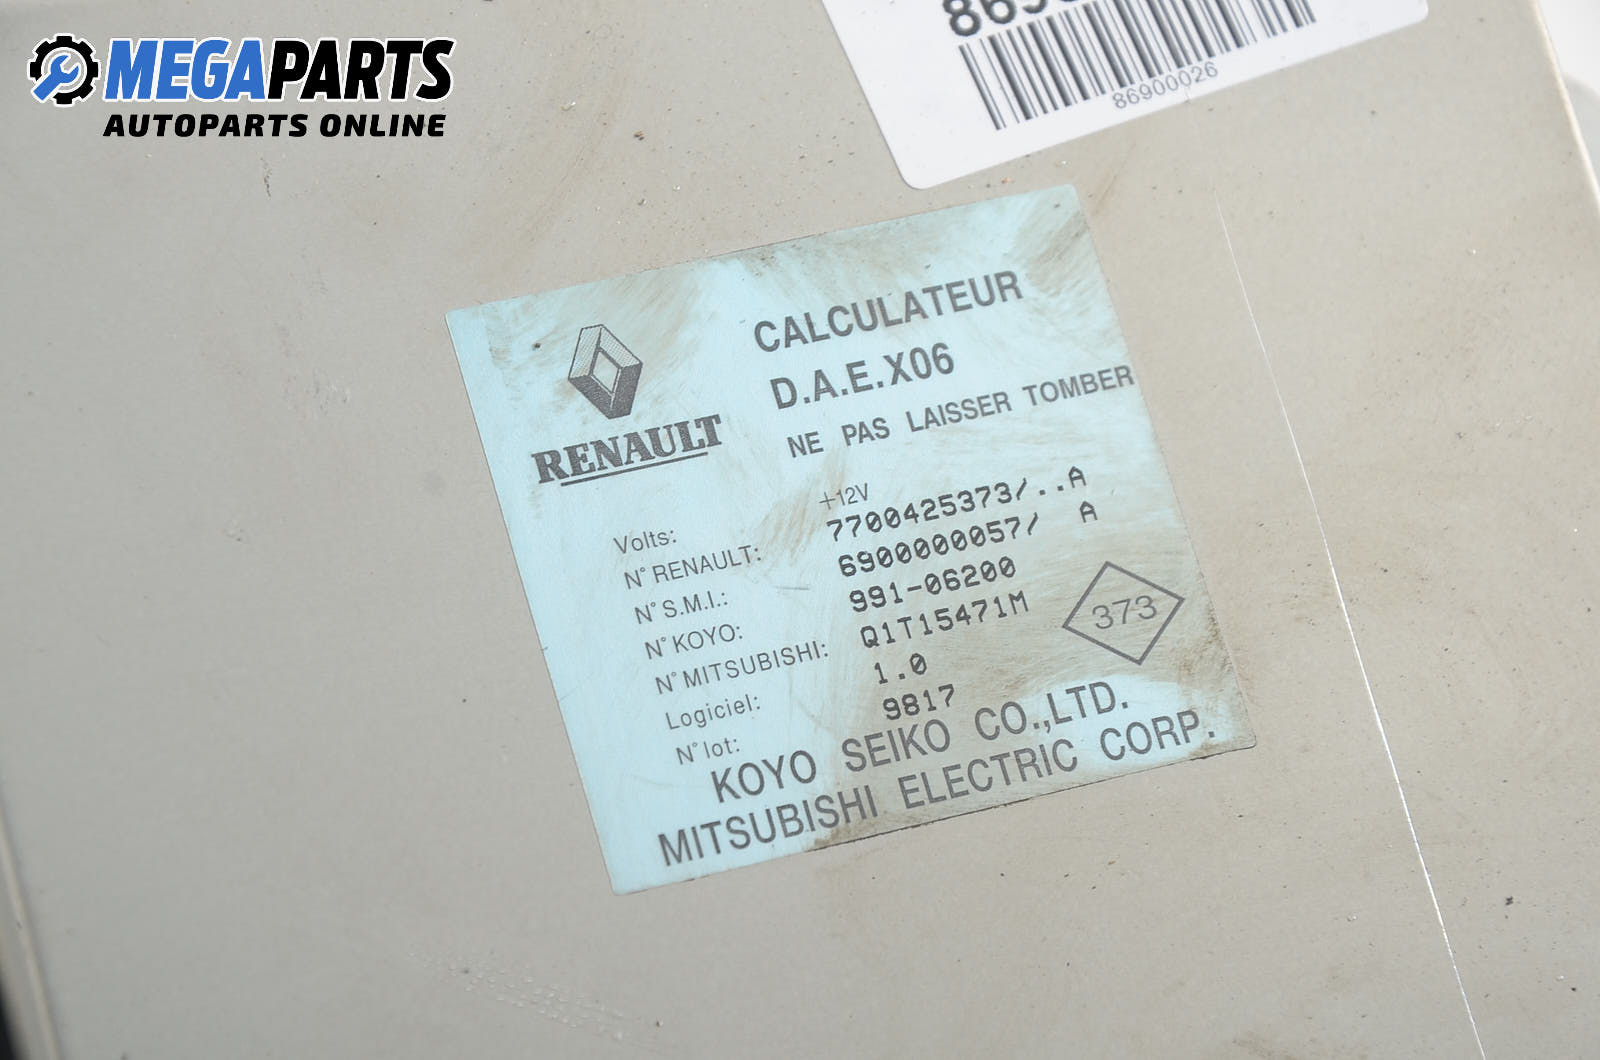 MEGAPARTS
AUTOPARTS ONLINE
86900026
CALCULATEUR
D.A.E.X06
NE PAS LAISSER TOMBER
RENAULT
Volts: +12V
N° RENAULT: 7700425373/..A
N° S.M.I.: 6900000057/ A
N° KOYO: 991-06200
N° MITSUBISHI: Q1T15471M
Logiciel: 1.0
N° lot: 9817
373
KOYO SEIKO CO.,LTD.
MITSUBISHI ELECTRIC CORP.